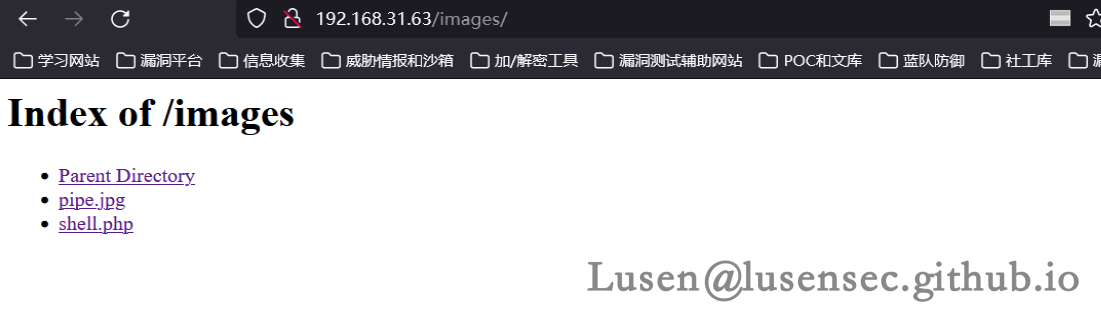 192.168.31.63/images/
学习网站 漏洞平台 信息收集 威胁情报和沙箱 加/解密工具 漏洞测试辅助网站 POC和文库 蓝队防御 社工库
Index of /images
Parent Directory
pipe.jpg
shell.php
Lusen@lusensec.github.io